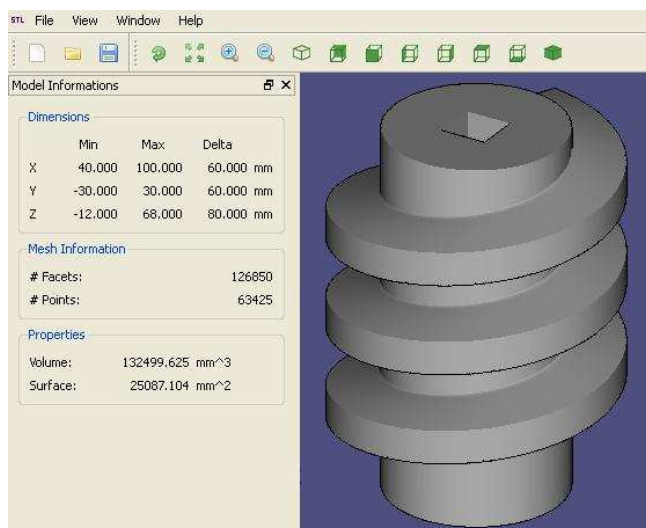 STL File View Window Help
Model Informations
Dimensions
Min Max Delta
X 40.000 100.000 60.000 mm
Y -30.000 30.000 60.000 mm
Z -12.000 68.000 80.000 mm
Mesh Information
# Facets: 126850
# Points: 63425
Properties
Volume: 132499.625 mm^3
Surface: 25087.104 mm^2